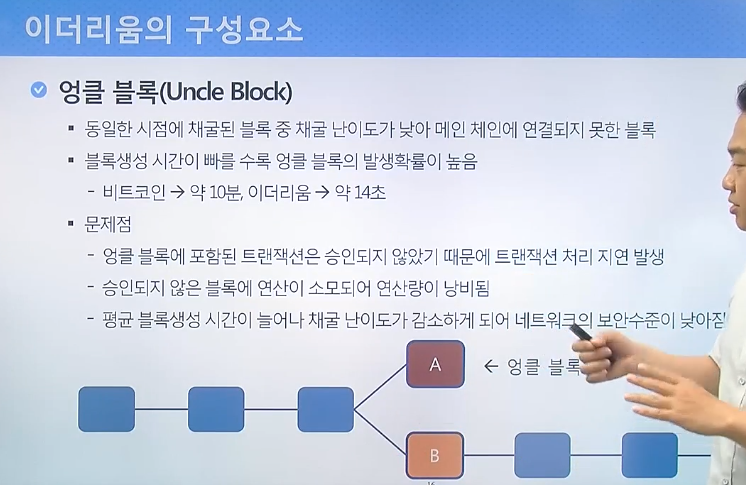 이더리움의 구성요소
엉클 블록(Uncle Block)
▪ 동일한 시점에 채굴된 블록 중 채굴 난이도가 낮아 메인 체인에 연결되지 못한 블록
▪ 블록생성 시간이 빠를 수록 엉클 블록의 발생확률이 높음
- 비트코인 → 약 10분, 이더리움 → 약 14초
▪ 문제점
- 엉클 블록에 포함된 트랜잭션은 승인되지 않았기 때문에 트랜잭션 처리 지연 발생
- 승인되지 않은 블록에 연산이 소모되어 연산량이 낭비됨
- 평균 블록생성 시간이 늘어나 채굴 난이도가 감소하게 되어 네트워크의 보안수준이 낮아짐
A
← 엉클 블록
B